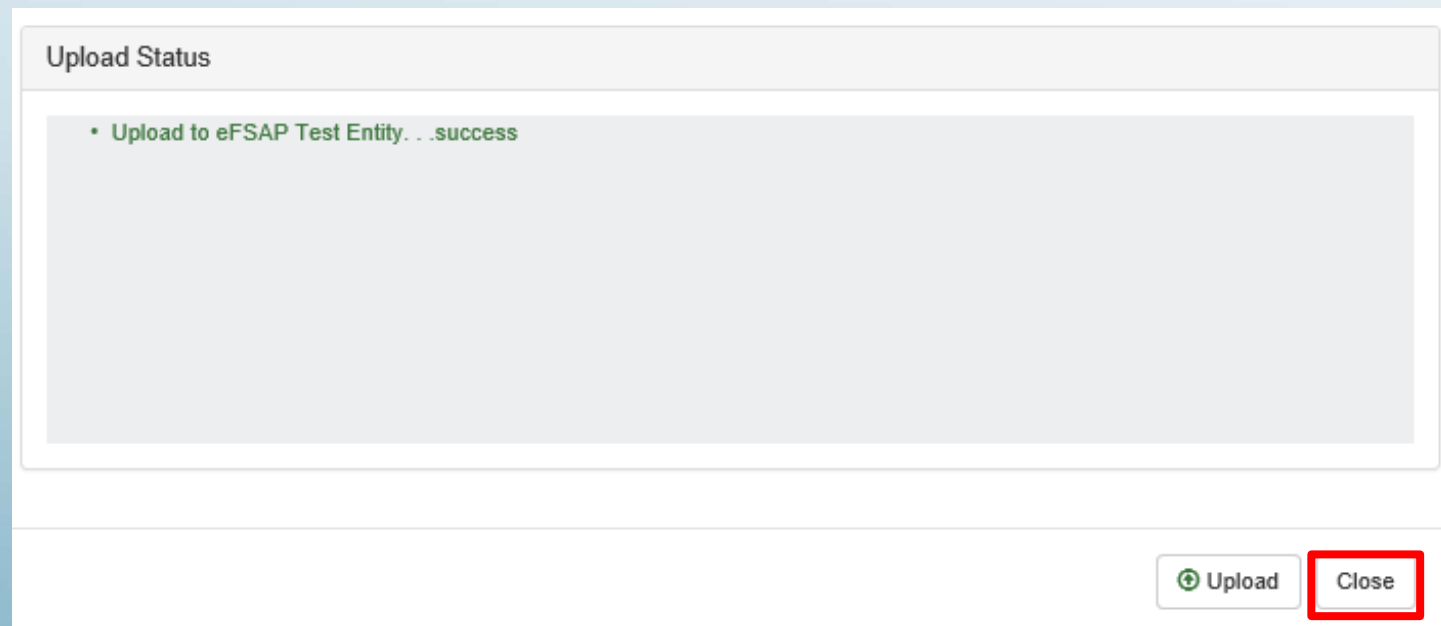 Upload Status
• Upload to eFSAP Test Entity. . .success
Upload
Close